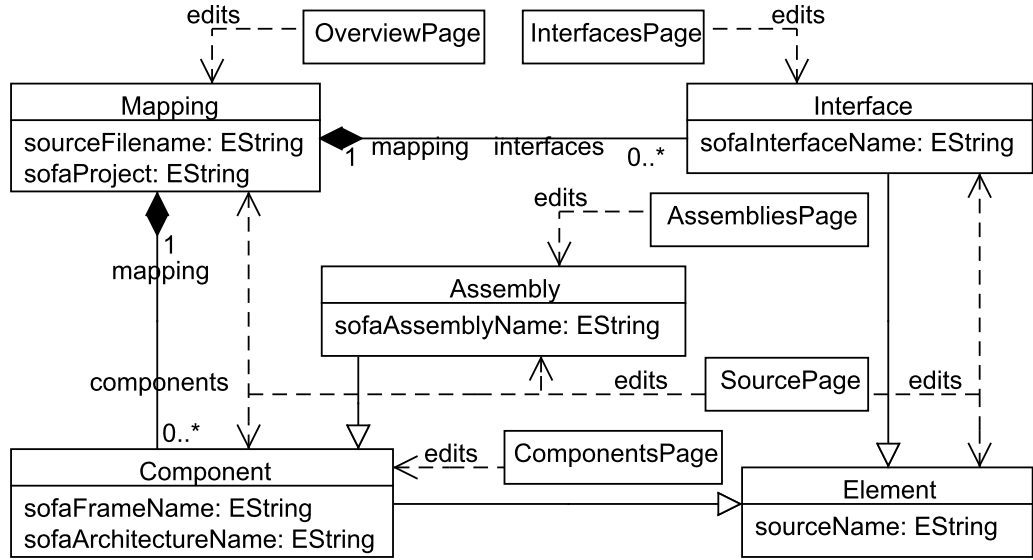 edits
OverviewPage
InterfacesPage
edits
Mapping
sourceFilename: EString
sofaProject: EString
1
mapping
interfaces
0..*
Interface
sofaInterfaceName: EString
edits
AssembliesPage
1
mapping
Assembly
sofaAssemblyName: EString
components
edits
SourcePage
edits
0..*
Component
sofaFrameName: EString
sofaArchitectureName: EString
edits
ComponentsPage
Element
sourceName: EString